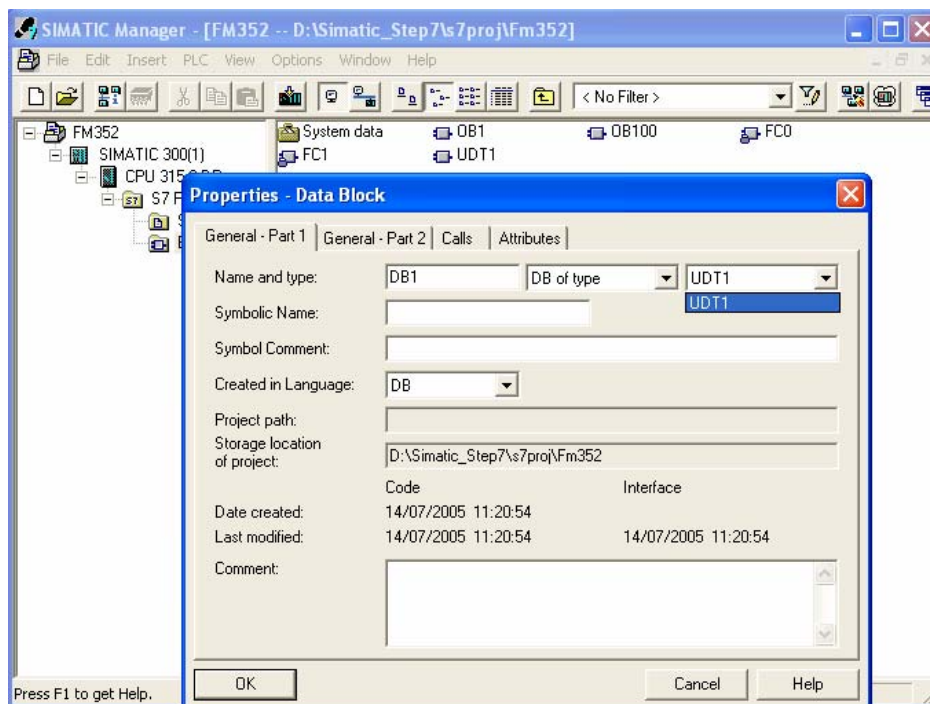 SIMATIC Manager - [FM352 -- D:\Simatic_Step7\s7proj\Fm352]
File Edit Insert PLC View Options Window Help
< No Filter >
FM352
SIMATIC 300(1)
CPU 315
S7
System data
OB1
OB100
FC0
FC1
UDT1
Properties - Data Block
General - Part 1
General - Part 2
Calls
Attributes
Name and type: DB1 DB of type UDT1
UDT1
Symbolic Name:
Symbol Comment:
Created in Language: DB
Project path:
Storage location
of project: D:\Simatic_Step7\s7proj\Fm352
Code Interface
Date created: 14/07/2005 11:20:54
Last modified: 14/07/2005 11:20:54 14/07/2005 11:20:54
Comment:
OK Cancel Help
Press F1 to get Help.